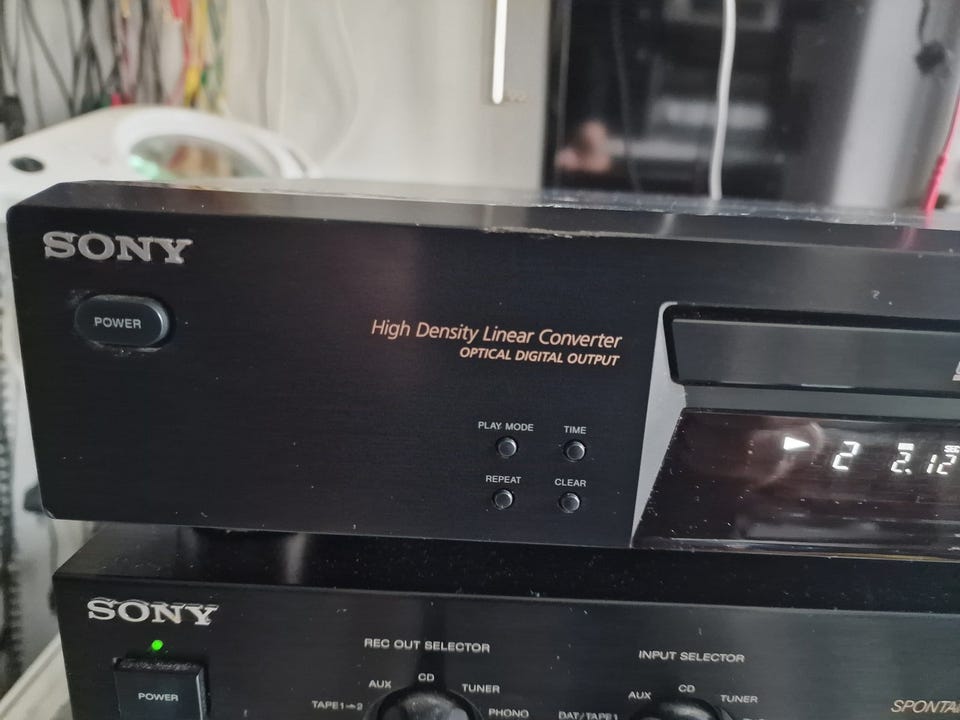 SONY
POWER
High Density Linear Converter
OPTICAL DIGITAL OUTPUT
PLAY MODE TIME
REPEAT CLEAR
2 2.12
SEC
SONY
POWER
REC OUT SELECTOR
AUX CD TUNER
TAPE1→2 PHONO
INPUT SELECTOR
AUX CD TUNER
DAT/TAPE1